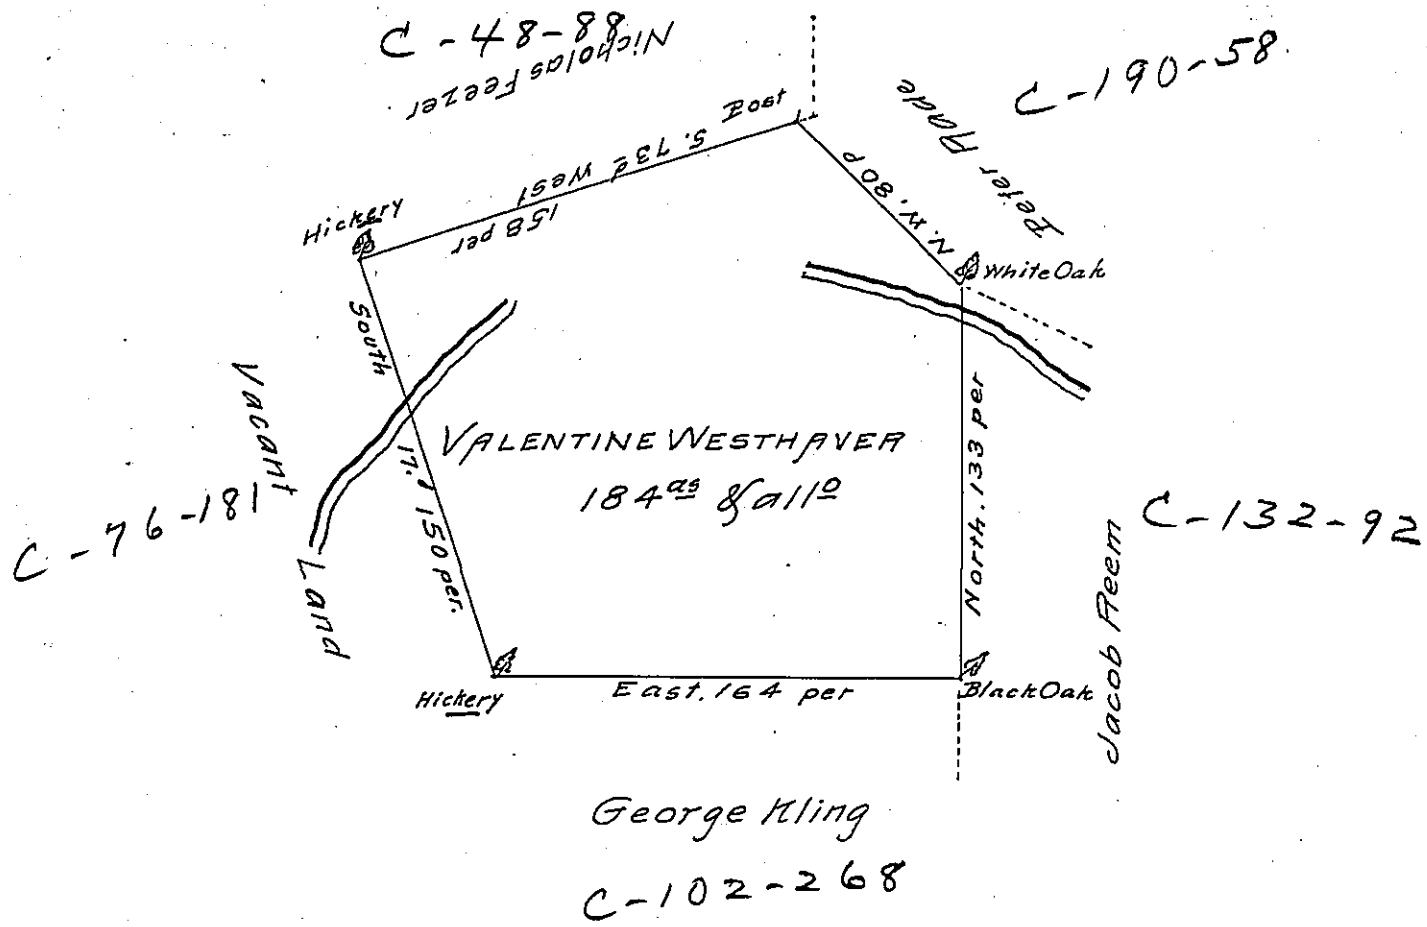 C-48-88
Nicholas Feezer
C-190-58.
Peter Rade
Post
S. 73d West
158 per
N.W. 80 P
Hickery
White Oak
South
17.d 150 per.
Vacant
Land
C-76-181
VALENTINE WESTHAVER
184as & allo
North. 133 per
C-132-92
Jacob Reem
Hickery
East. 164 per
Black Oak
George Kling
C-102-268